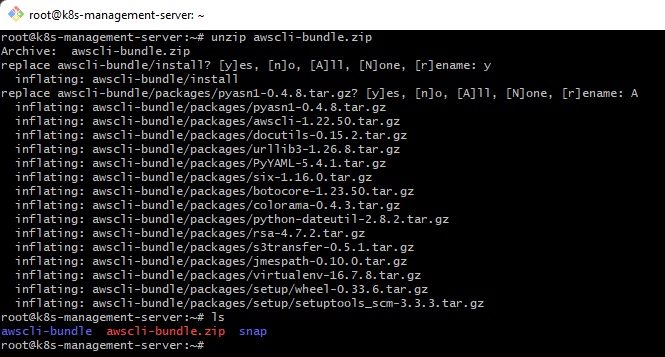 root@k8s-management-server: ~
root@k8s-management-server:~# unzip awscli-bundle.zip
Archive:  awscli-bundle.zip
replace awscli-bundle/install? [y]es, [n]o, [A]ll, [N]one, [r]ename: y
  inflating: awscli-bundle/install
replace awscli-bundle/packages/pyasn1-0.4.8.tar.gz? [y]es, [n]o, [A]ll, [N]one, [r]ename: A
  inflating: awscli-bundle/packages/pyasn1-0.4.8.tar.gz
  inflating: awscli-bundle/packages/awscli-1.22.50.tar.gz
  inflating: awscli-bundle/packages/docutils-0.15.2.tar.gz
  inflating: awscli-bundle/packages/urllib3-1.26.8.tar.gz
  inflating: awscli-bundle/packages/PyYAML-5.4.1.tar.gz
  inflating: awscli-bundle/packages/six-1.16.0.tar.gz
  inflating: awscli-bundle/packages/botocore-1.23.50.tar.gz
  inflating: awscli-bundle/packages/colorama-0.4.3.tar.gz
  inflating: awscli-bundle/packages/python-dateutil-2.8.2.tar.gz
  inflating: awscli-bundle/packages/rsa-4.7.2.tar.gz
  inflating: awscli-bundle/packages/s3transfer-0.5.1.tar.gz
  inflating: awscli-bundle/packages/jmespath-0.10.0.tar.gz
  inflating: awscli-bundle/packages/virtualenv-16.7.8.tar.gz
  inflating: awscli-bundle/packages/setup/wheel-0.33.6.tar.gz
  inflating: awscli-bundle/packages/setup/setuptools_scm-3.3.3.tar.gz
root@k8s-management-server:~# ls
awscli-bundle  awscli-bundle.zip  snap
root@k8s-management-server:~#